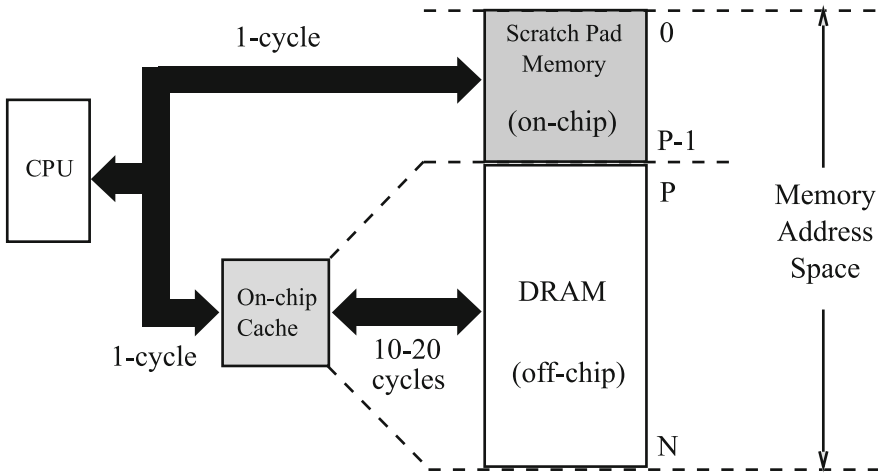 1-cycle
Scratch Pad
Memory
(on-chip)
0
P-1
CPU
P
Memory
Address
Space
On-chip
Cache
DRAM
1-cycle
10-20
cycles
(off-chip)
N